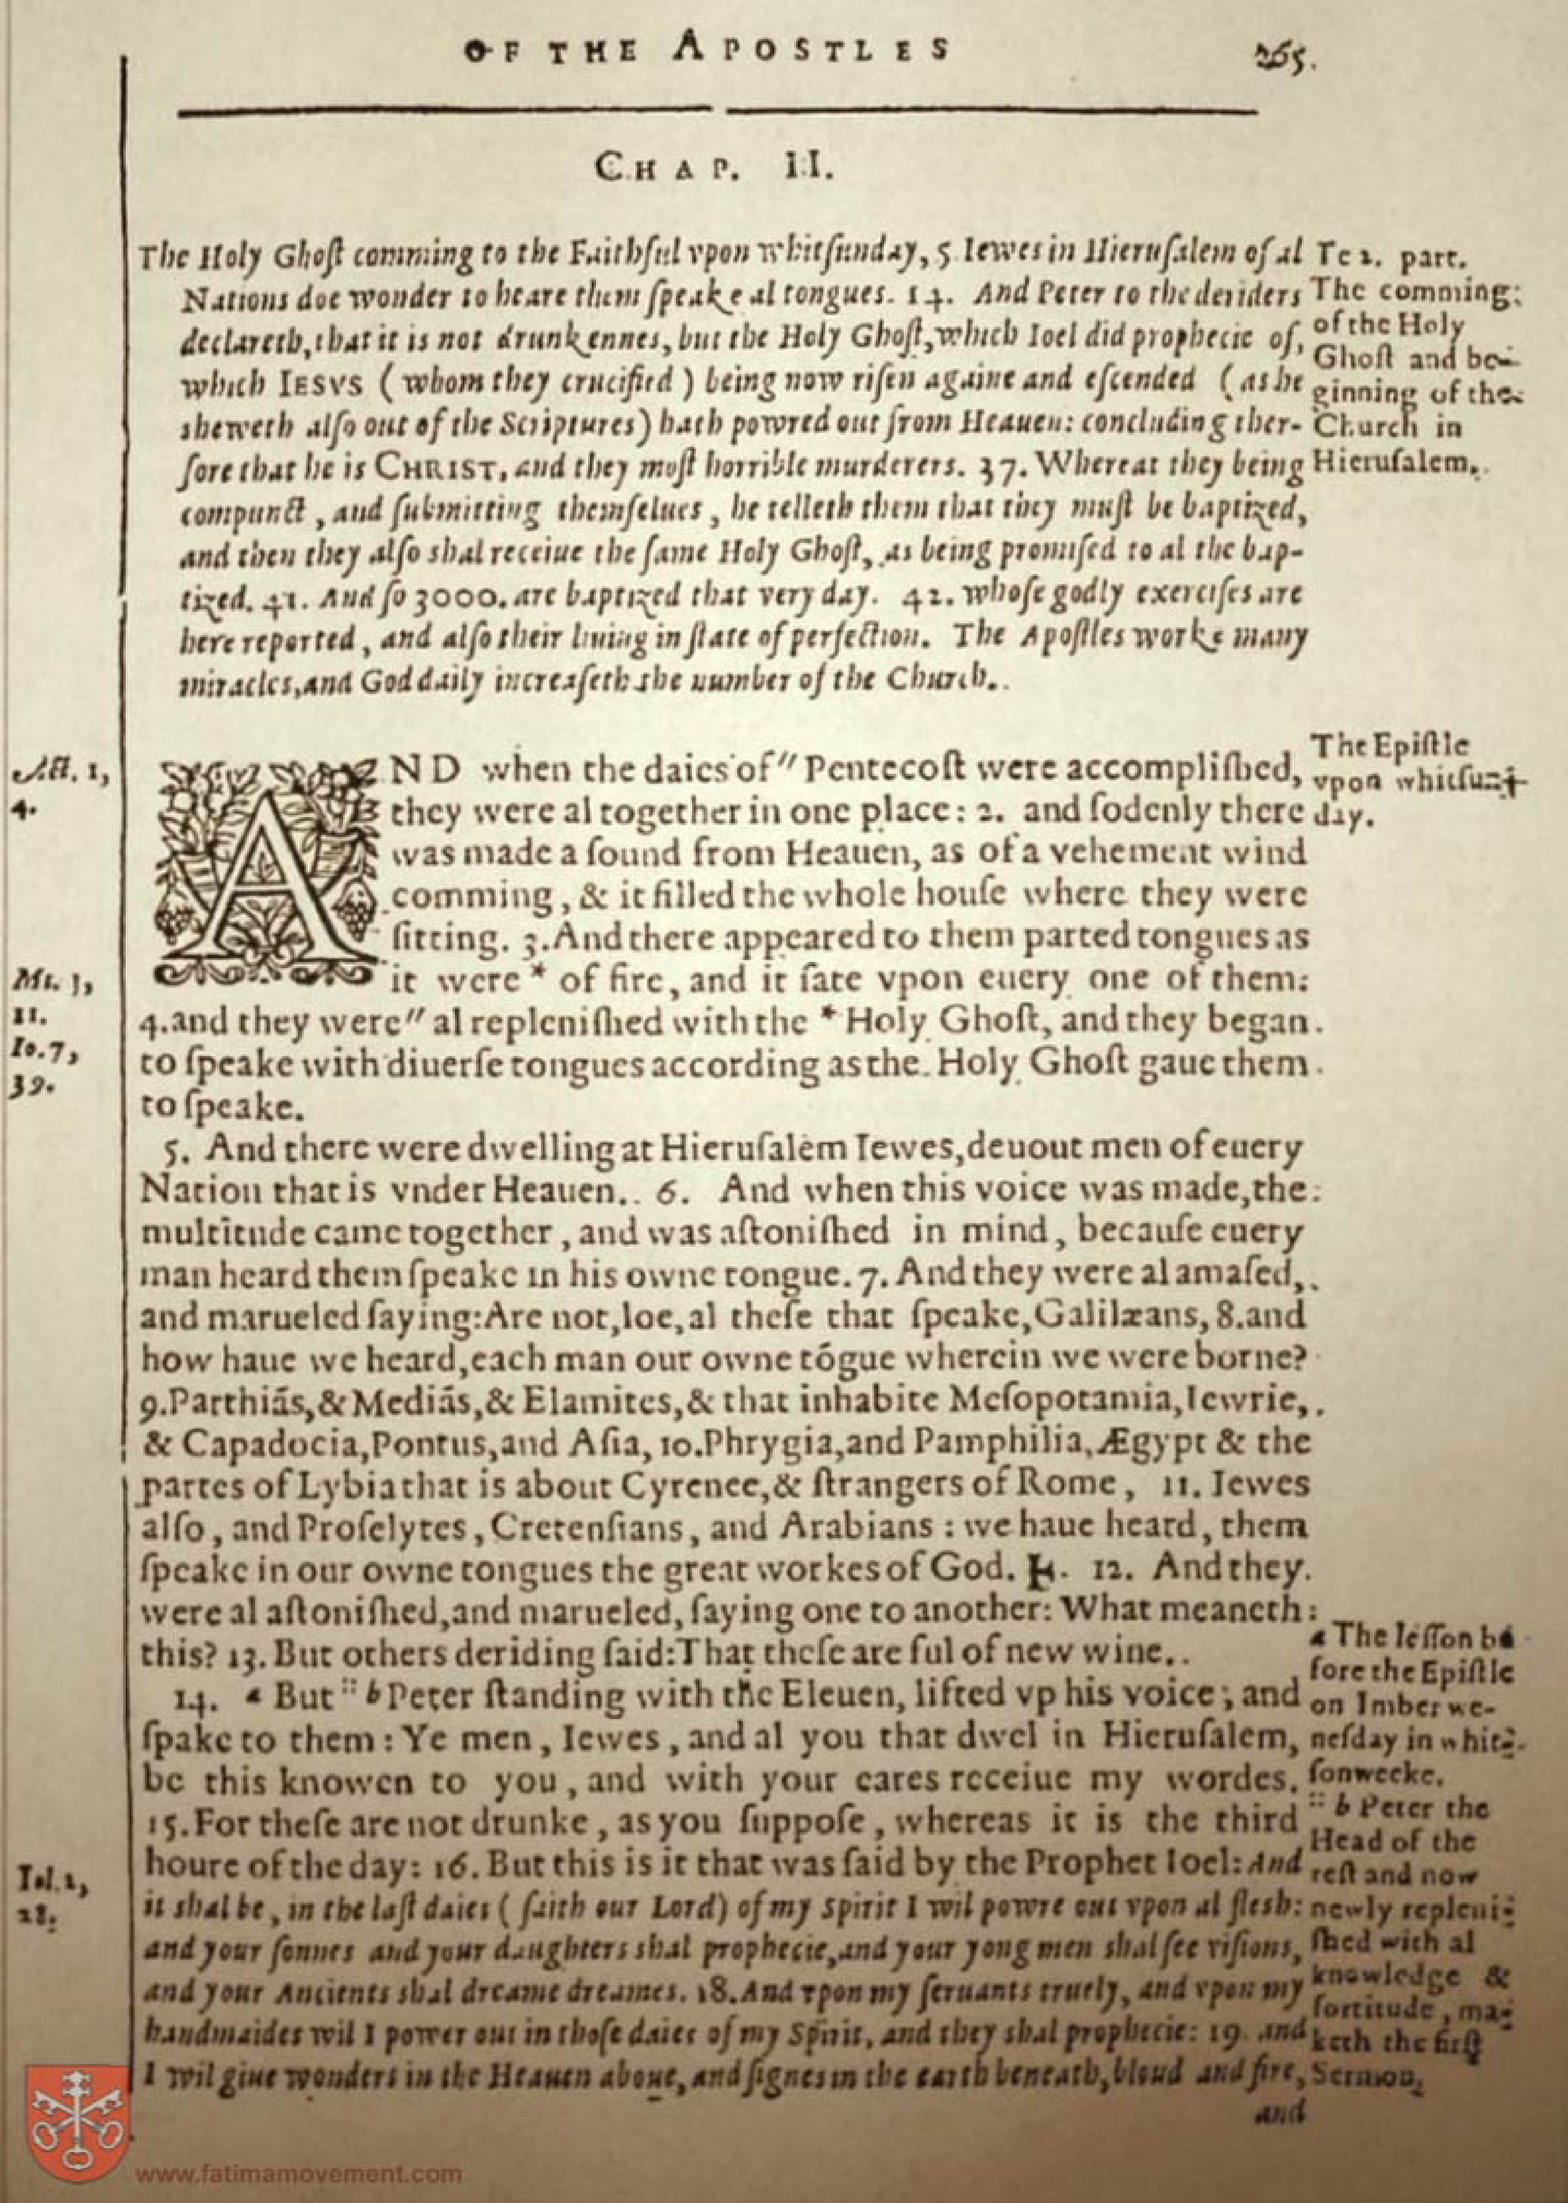 OF THE APOSTLES 265.
CHAP. II.
The Holy Ghoſt comming to the Faithful vpon whitſunday, 5 Iewes in Hieruſalem of al
Nations doe wonder to heare them ſpeake al tongues. 14. And Peter to the deriders
declareth, that it is not drunkennes, but the Holy Ghoſt, which Ioel did prophecie of,
which IESVS ( whom they crucified ) being now riſen againe and aſcended ( as he
sheweth alſo out of the Scriptures) hath powred out from Heauen: concluding ther-
fore that he is CHRIST, and they moſt horrible murderers. 37. Whereat they being
compunct , and ſubmitting themſelues , he telleth them that they muſt be baptized,
and then they alſo shal receiue the ſame Holy Ghoſt, as being promiſed to al the bap-
tized. 41. And ſo 3000. are baptized that very day. 42. whoſe godly exerciſes are
here reported , and alſo their liuing in ſtate of perfection. The Apoſtles worke many
miracles, and God daily increaſeth the number of the Church.
Te 2. part.
The comming
of the Holy
Ghoſt and be-
ginning of the
Church in
Hieruſalem.
Act. 1,
4.
AND when the daies of " Pentecoſt were accompliſhed,
they were al together in one place: 2. and ſodenly there
was made a ſound from Heauen, as of a vehement wind
comming , & it filled the whole houſe where they were
ſitting. 3. And there appeared to them parted tongues as
it were * of fire, and it ſate vpon euery one of them:
4. and they were " al repleniſhed with the * Holy Ghoſt, and they began
to ſpeake with diuerſe tongues according as the Holy Ghoſt gaue them
to ſpeake.
The Epiſtle
vpon whitſun-
day.
Mt. 3,
11.
Io. 7,
39.
5. And there were dwelling at Hieruſalem Iewes, deuout men of euery
Nation that is vnder Heauen. 6. And when this voice was made, the
multitude came together , and was aſtoniſhed in mind , becauſe euery
man heard them ſpeake in his owne tongue. 7. And they were al amaſed,
and marueled ſaying: Are not, loe, al theſe that ſpeake, Galilæans, 8. and
how haue we heard, each man our owne tõgue wherein we were borne?
9. Parthiãs, & Mediãs, & Elamites, & that inhabite Meſopotamia, Iewrie,
& Capadocia, Pontus, and Aſia, 10. Phrygia, and Pamphilia, Ægypt & the
partes of Lybia that is about Cyrenee, & ſtrangers of Rome , 11. Iewes
alſo , and Proſelytes , Cretenſians , and Arabians : we haue heard , them
ſpeake in our owne tongues the great workes of God. 12. And they
were al aſtoniſhed, and marueled, ſaying one to another: What meaneth
this? 13. But others deriding ſaid: That theſe are ful of new wine.
14. a But :: b Peter ſtanding with the Eleuen, lifted vp his voice, and
ſpake to them : Ye men , Iewes , and al you that dwel in Hieruſalem,
be this knowen to you , and with your eares receiue my wordes.
15. For theſe are not drunke , as you ſuppoſe , whereas it is the third
houre of the day: 16. But this is it that was ſaid by the Prophet Ioel: And
it shal be , in the laſt daies ( ſaith our Lord) of my Spirit I wil powre out vpon al fleſh:
and your ſonnes and your daughters shal prophecie, and your yong men shal ſee viſions,
and your Ancients shal dreame dreames. 18. And vpon my ſeruants truely, and vpon my
handmaides wil I power out in thoſe daies of my Spirit, and they shal prophecie: 19. and
I wil giue wonders in the Heauen aboue, and ſignes in the earth beneath, bloud and fire,
and
a The leſſon be
fore the Epiſtle
on Imber we-
neſday in whit-
ſonweeke.
:: b Peter the
Head of the
reſt and now
newly repleni-
ſhed with al
knowledge &
fortitude , ma-
keth the firſt
Sermon.
Iol. 2,
28.
www.fatimamovement.com